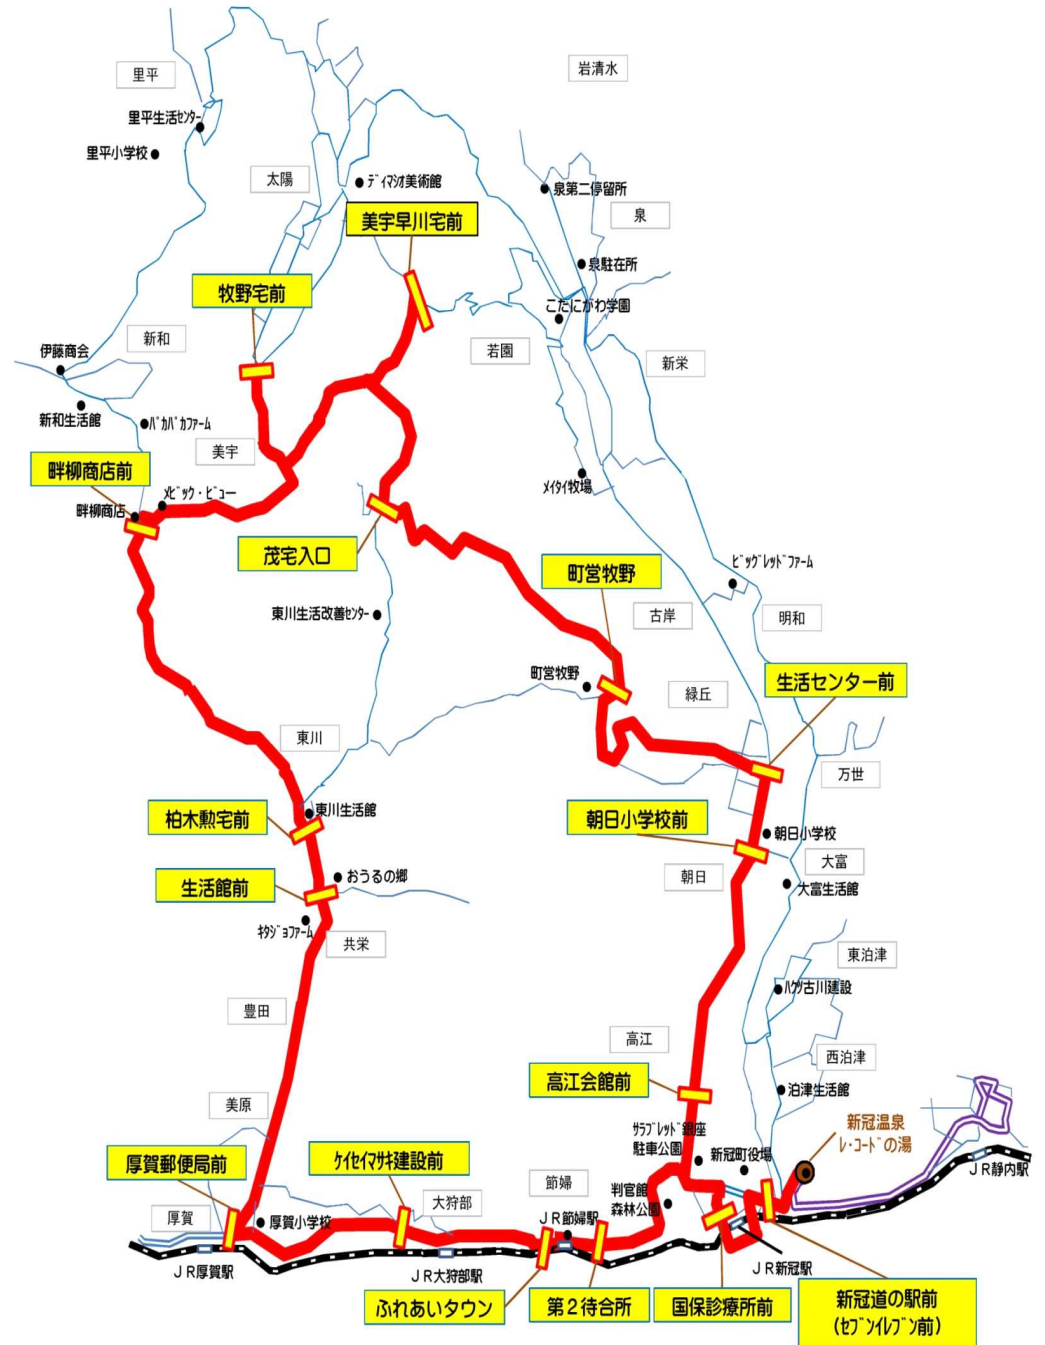 里平
岩清水
里平生活ｾﾝﾀｰ
里平小学校
太陽
ﾃﾞｨﾏｼｵ美術館
泉第二停留所
泉
美宇早川宅前
泉駐在所
牧野宅前
こたにがわ学園
新和
若園
新栄
伊藤商会
新和生活館
ﾊﾟｶﾊﾟｶﾌｧｰﾑ
美宇
畔柳商店前
ﾒﾋﾞｯｸ・ﾋﾞｭｰ
畔柳商店
ﾒｲﾀｲ牧場
茂宅入口
町営牧野
ﾋﾞｯｸﾞﾚｯﾄﾞﾌｧｰﾑ
東川生活改善ｾﾝﾀｰ
古岸
明和
町営牧野
緑丘
生活センター前
東川
万世
柏木勲宅前
東川生活館
朝日小学校前
朝日小学校
大富
生活館前
おうるの郷
朝日
大富生活館
ｷﾀｼﾞｮﾌｧｰﾑ
共栄
東泊津
ﾊｸﾂ古川建設
豊田
高江
西泊津
高江会館前
泊津生活館
美原
ｻﾗﾌﾞﾚｯﾄﾞ銀座
駐車公園
新冠町役場
新冠温泉
ﾚ･ｺｰﾄﾞの湯
厚賀郵便局前
ｹｲｾｲﾏｻｷ建設前
節婦
判官館
森林公園
ＪＲ静内駅
厚賀
厚賀小学校
大狩部
ＪＲ節婦駅
ＪＲ厚賀駅
ＪＲ大狩部駅
ＪＲ新冠駅
ふれあいタウン
第２待合所
国保診療所前
新冠道の駅前
(ｾﾌﾞﾝｲﾚﾌﾞﾝ前)